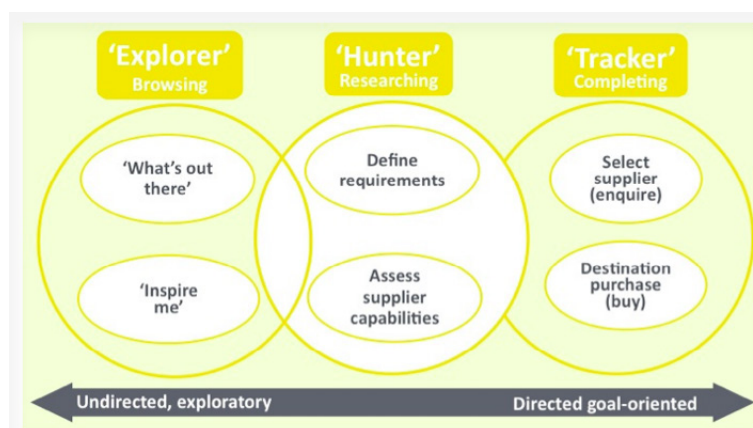 ‘Explorer’
Browsing
‘Hunter’
Researching
‘Tracker’
Completing
‘What’s out
there’
‘Inspire
me’
Define
requirements
Assess
supplier
capabilities
Select
supplier
(enquire)
Destination
purchase
(buy)
Undirected, exploratory
Directed goal-oriented